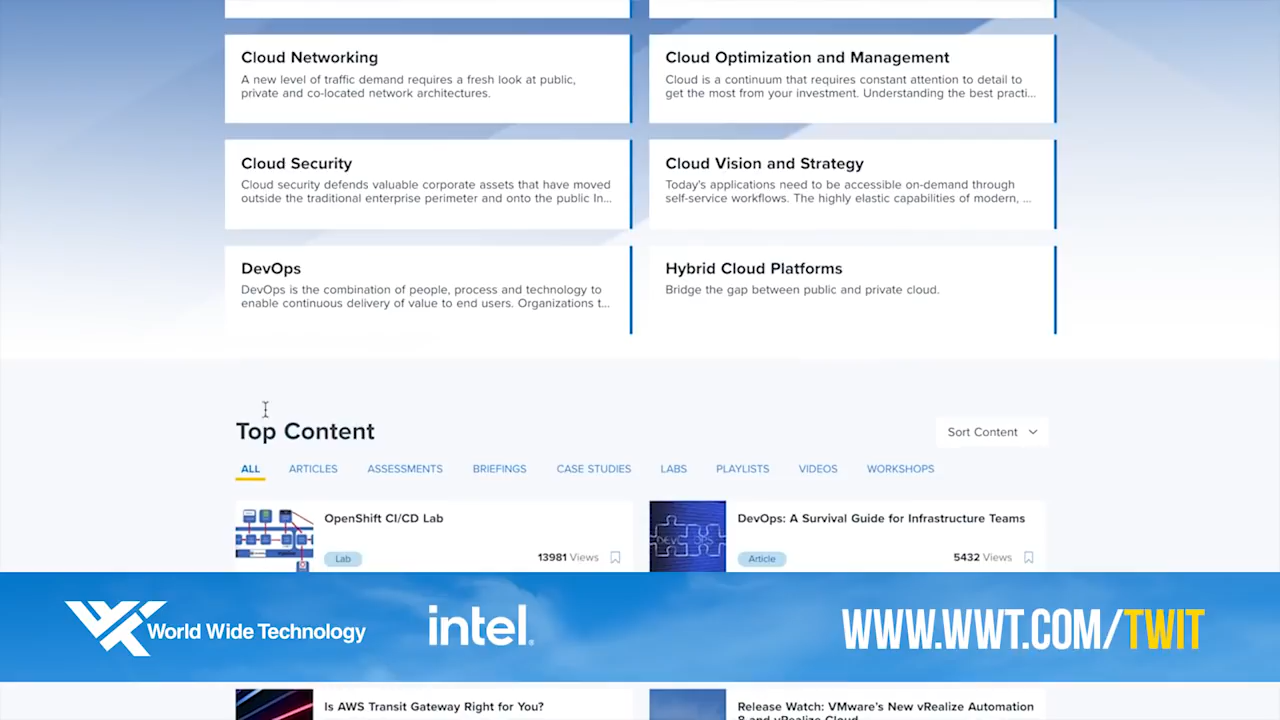 Cloud Networking
A new level of traffic demand requires a fresh look at public,
private and co-located network architectures.
Cloud Optimization and Management
Cloud is a continuum that requires constant attention to detail to
get the most from your investment. Understanding the best practi...
Cloud Security
Cloud security defends valuable corporate assets that have moved
outside the traditional enterprise perimeter and onto the public In...
Cloud Vision and Strategy
Today's applications need to be accessible on-demand through
self-service workflows. The highly elastic capabilities of modern, ...
DevOps
DevOps is the combination of people, process and technology to
enable continuous delivery of value to end users. Organizations t...
Hybrid Cloud Platforms
Bridge the gap between public and private cloud.
Top Content
Sort Content
ALL ARTICLES ASSESSMENTS BRIEFINGS CASE STUDIES LABS PLAYLISTS VIDEOS WORKSHOPS
OpenShift CI/CD Lab
Lab 13981 Views
DevOps: A Survival Guide for Infrastructure Teams
Article 5432 Views
World Wide Technology
intel.
WWW.WWT.COM/TWIT
Is AWS Transit Gateway Right for You?
Release Watch: VMware's New vRealize Automation
8 and vRealize Cloud